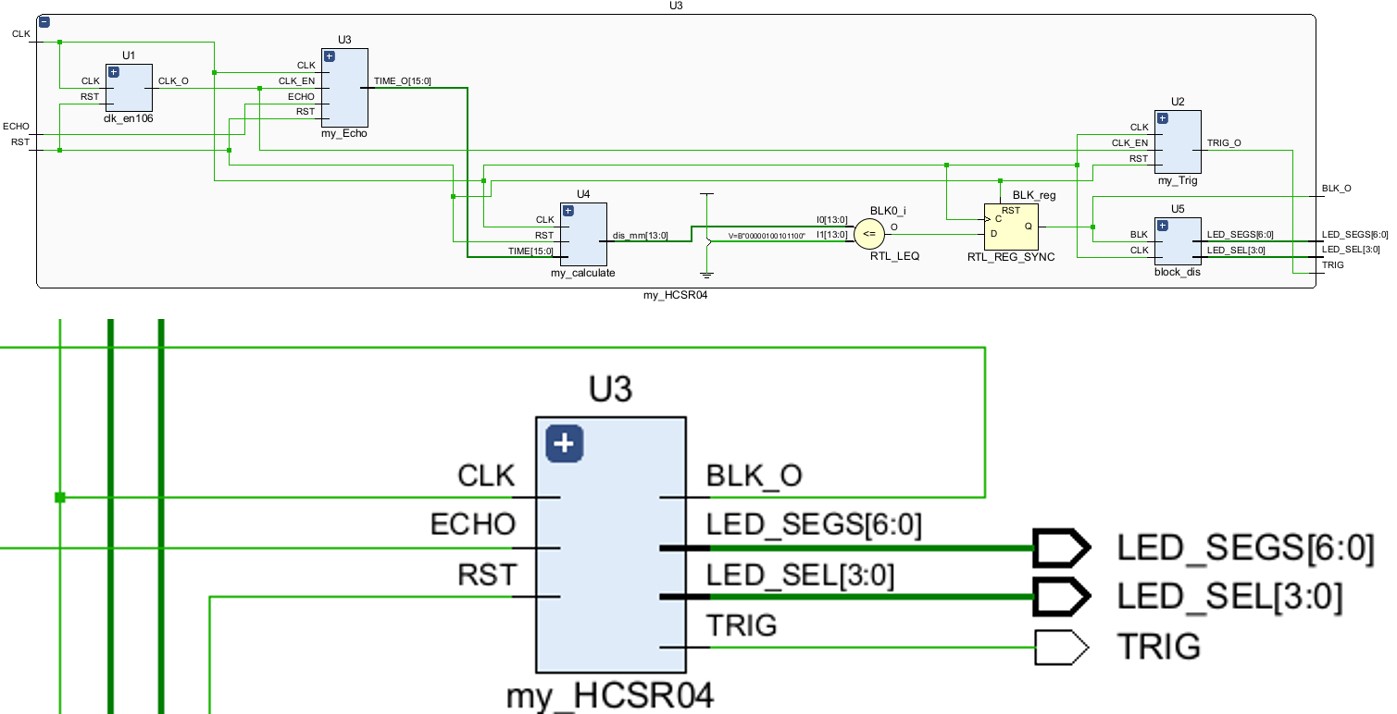 U3
CLK
ECHO
RST
U1
CLK
RST
CLK_O
clk_en106
U3
CLK
CLK_EN
ECHO
RST
TIME_O[15:0]
my_Echo
U4
CLK
RST
TIME[15:0]
dis_mm[13:0]
my_calculate
V=B"00000100101100"
BLK0_i
I0[13:0]
I1[13:0]
<=
O
RTL_LEQ
BLK_reg
RST
C
D
Q
RTL_REG_SYNC
U2
CLK
CLK_EN
RST
TRIG_O
my_Trig
U5
BLK
CLK
LED_SEGS[6:0]
LED_SEL[3:0]
block_dis
BLK_O
LED_SEGS[6:0]
LED_SEL[3:0]
TRIG
my_HCSR04
U3
CLK
ECHO
RST
BLK_O
LED_SEGS[6:0]
LED_SEL[3:0]
TRIG
LED_SEGS[6:0]
LED_SEL[3:0]
TRIG
my_HCSR04